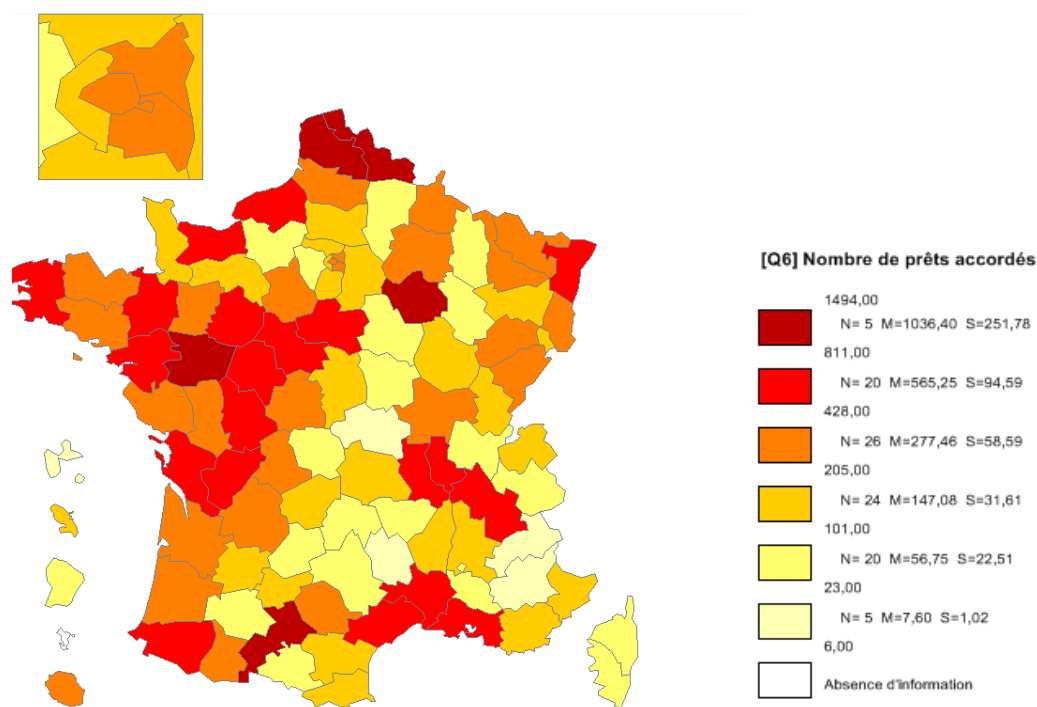 [Q6] Nombre de prêts accordés
1494,00
N= 5 M=1036,40 S=251,78
811,00
N= 20 M=565,25 S=94,59
428,00
N= 26 M=277,46 S=58,59
205,00
N= 24 M=147,08 S=31,61
101,00
N= 20 M=56,75 S=22,51
23,00
N= 5 M=7,60 S=1,02
6,00
Absence d'information